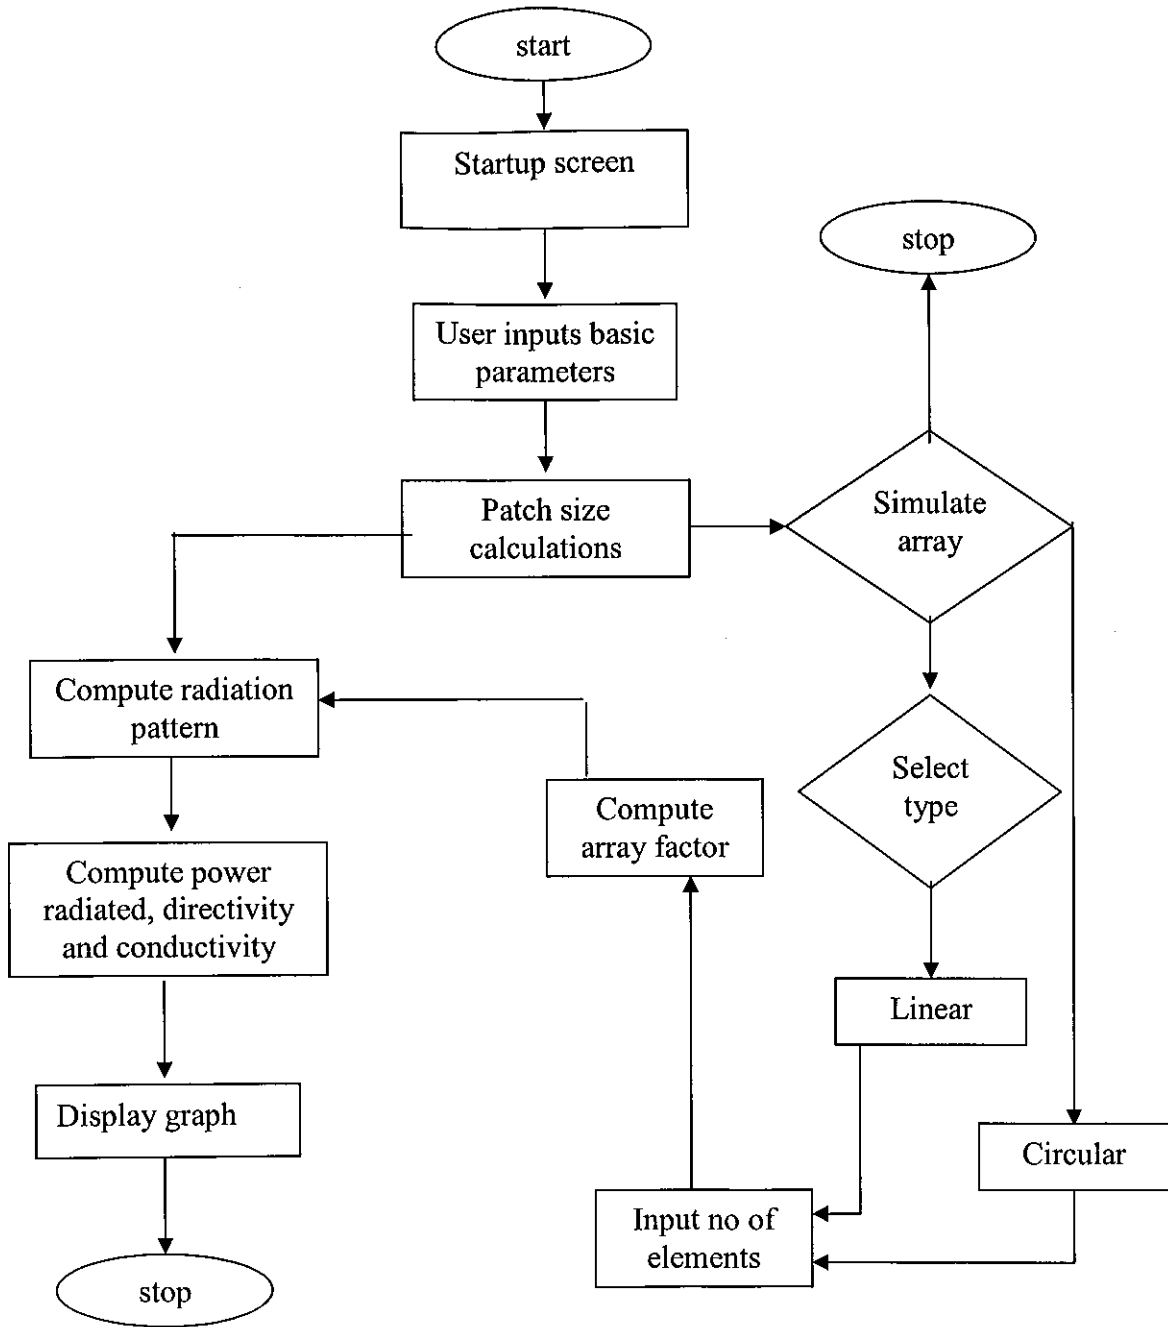 start
Startup screen
stop
User inputs basic
parameters
Patch size
calculations
Simulate
array
Compute radiation
pattern
Select
type
Compute
array factor
Compute power
radiated, directivity
and conductivity
Linear
Display graph
Circular
Input no of
elements
stop